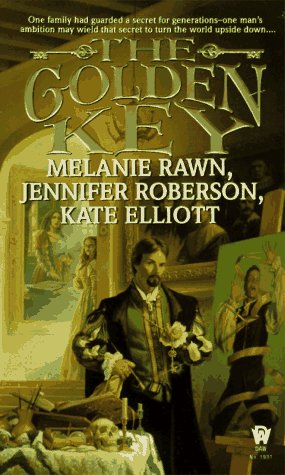 One family had guarded a secret for generations–one man's
ambition may wield that secret to turn the world upside down....
THE
GOLDEN
KEY
MELANIE RAWN,
JENNIFER ROBERSON,
KATE ELLIOTT
DAW